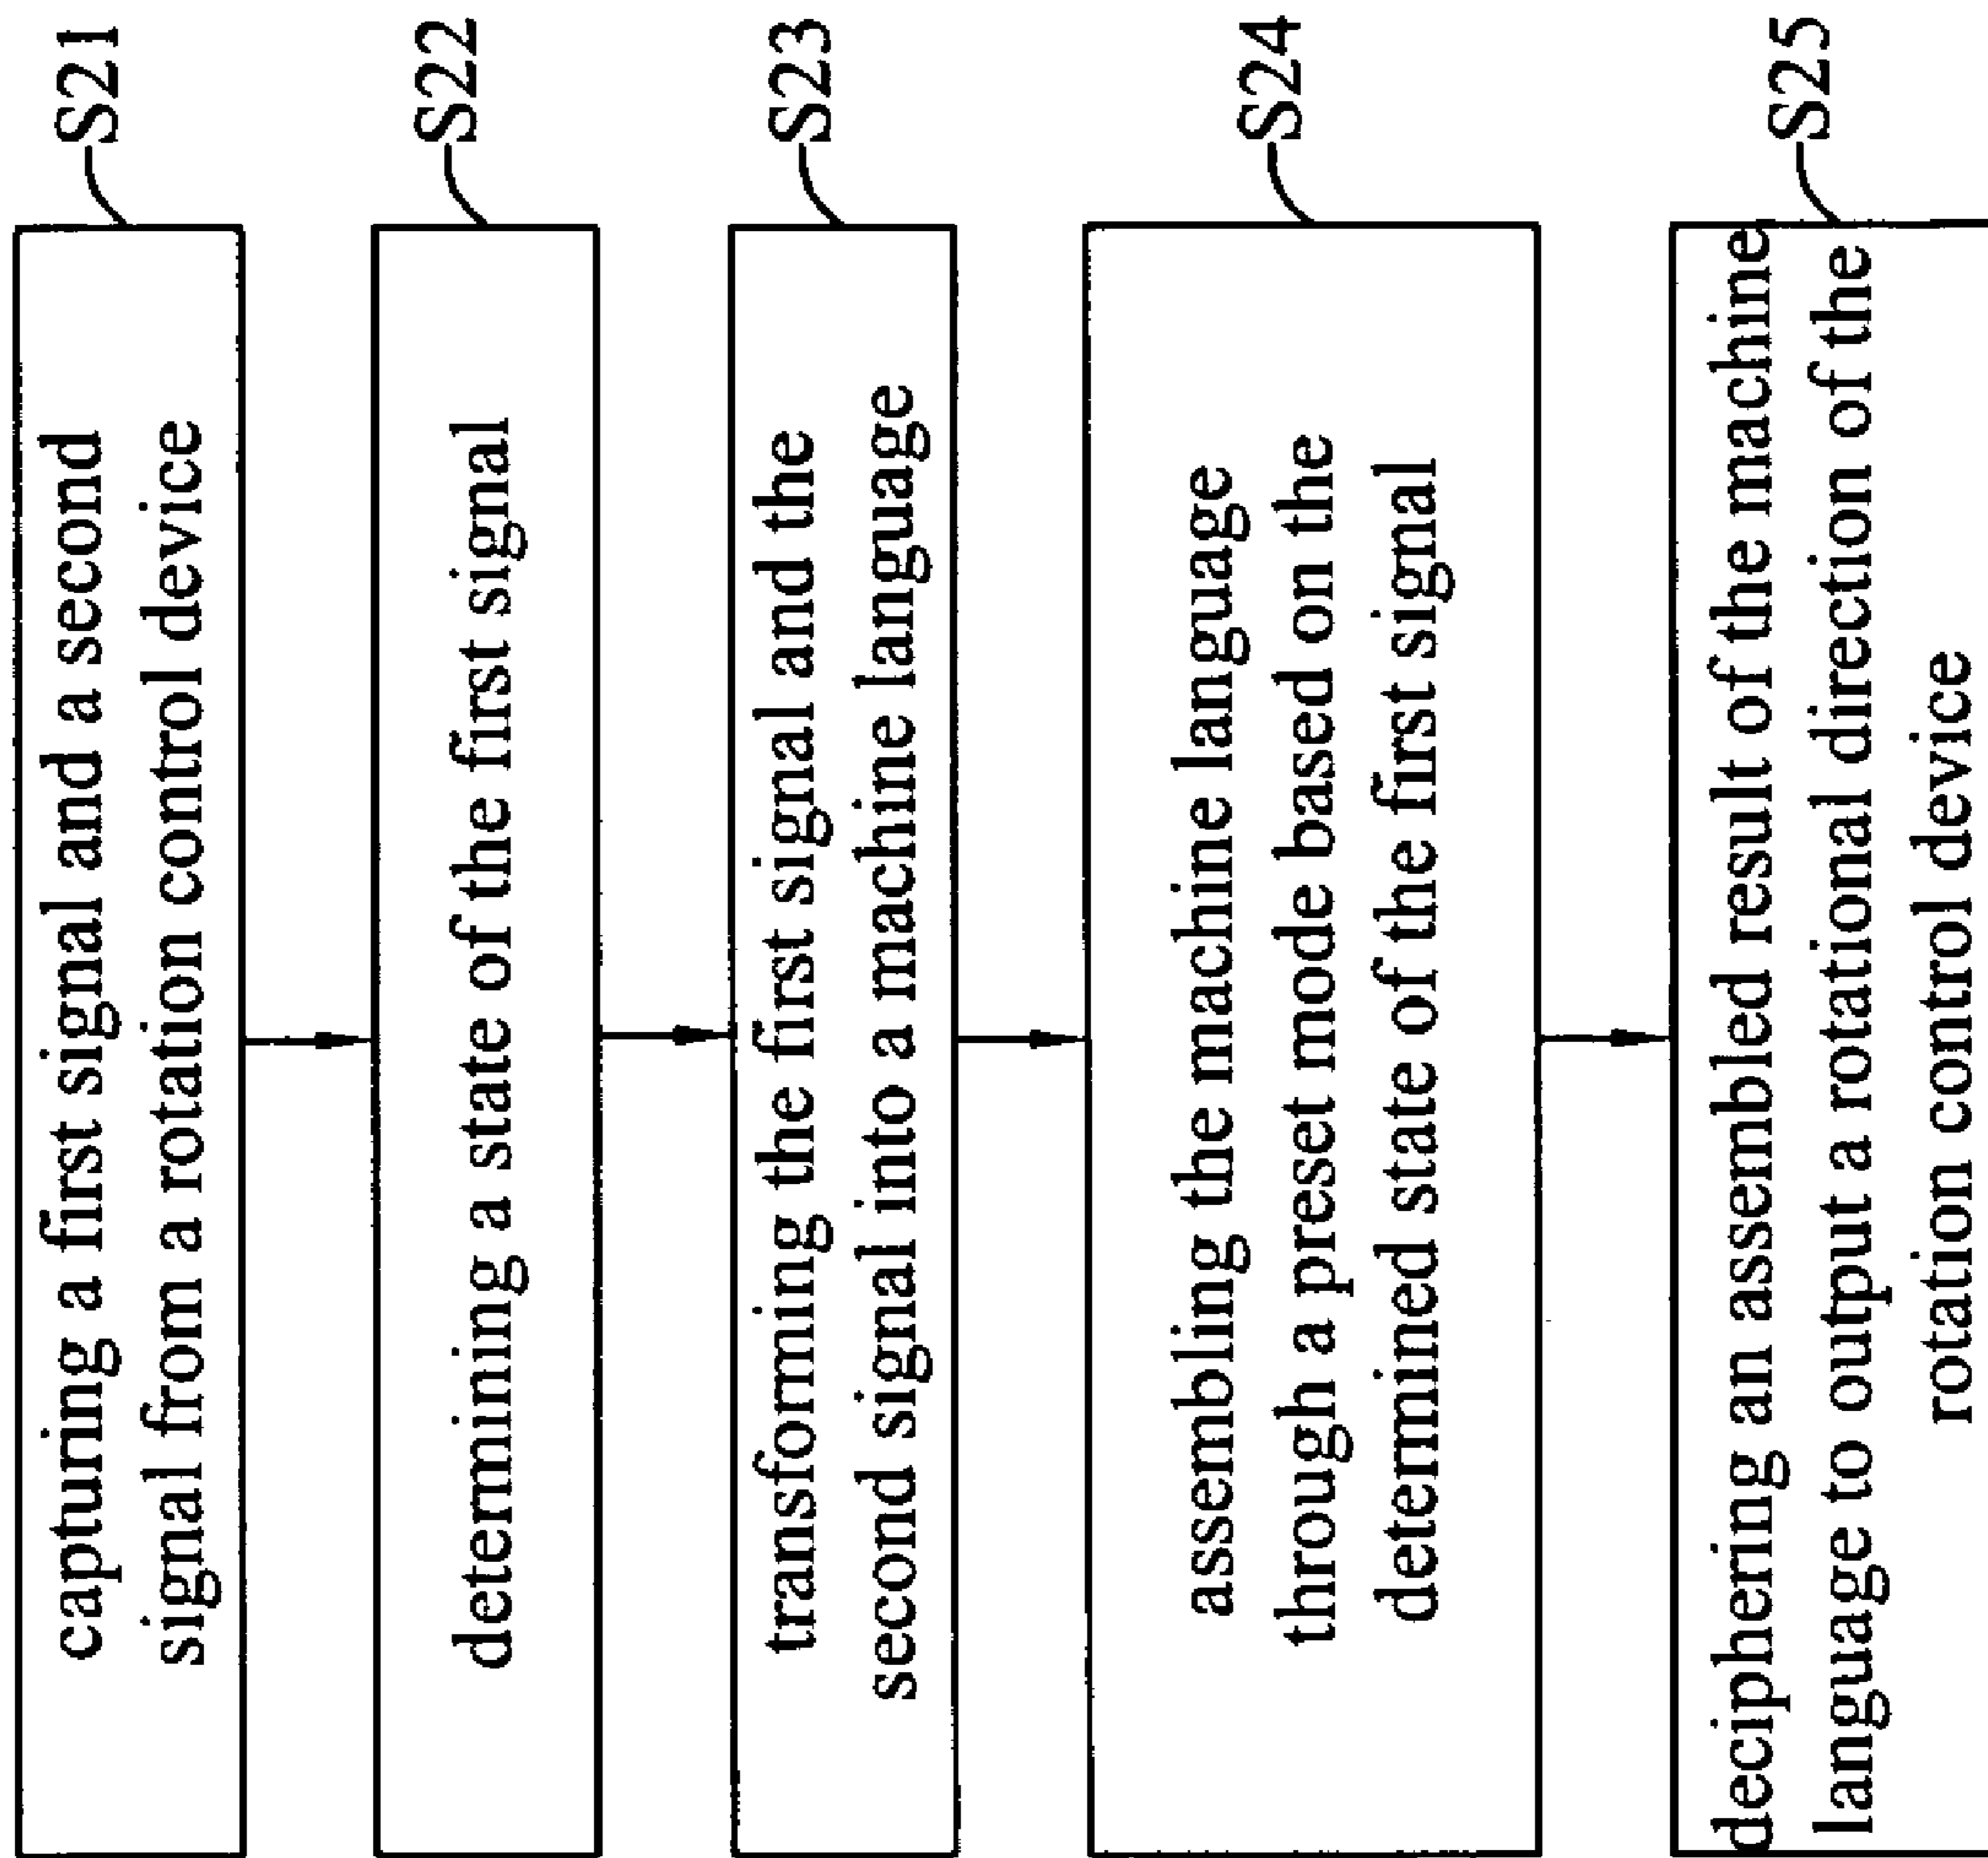 S21
capturing a first signal and a second
signal from a rotation control device
S22
determining a state of the first signal
S23
transforming the first signal and the
second signal into a machine language
S24
assembling the machine language
through a preset mode based on the
determined state of the first signal
S25
deciphering an assembled result of the machine
language to output a rotational direction of the
rotation control device